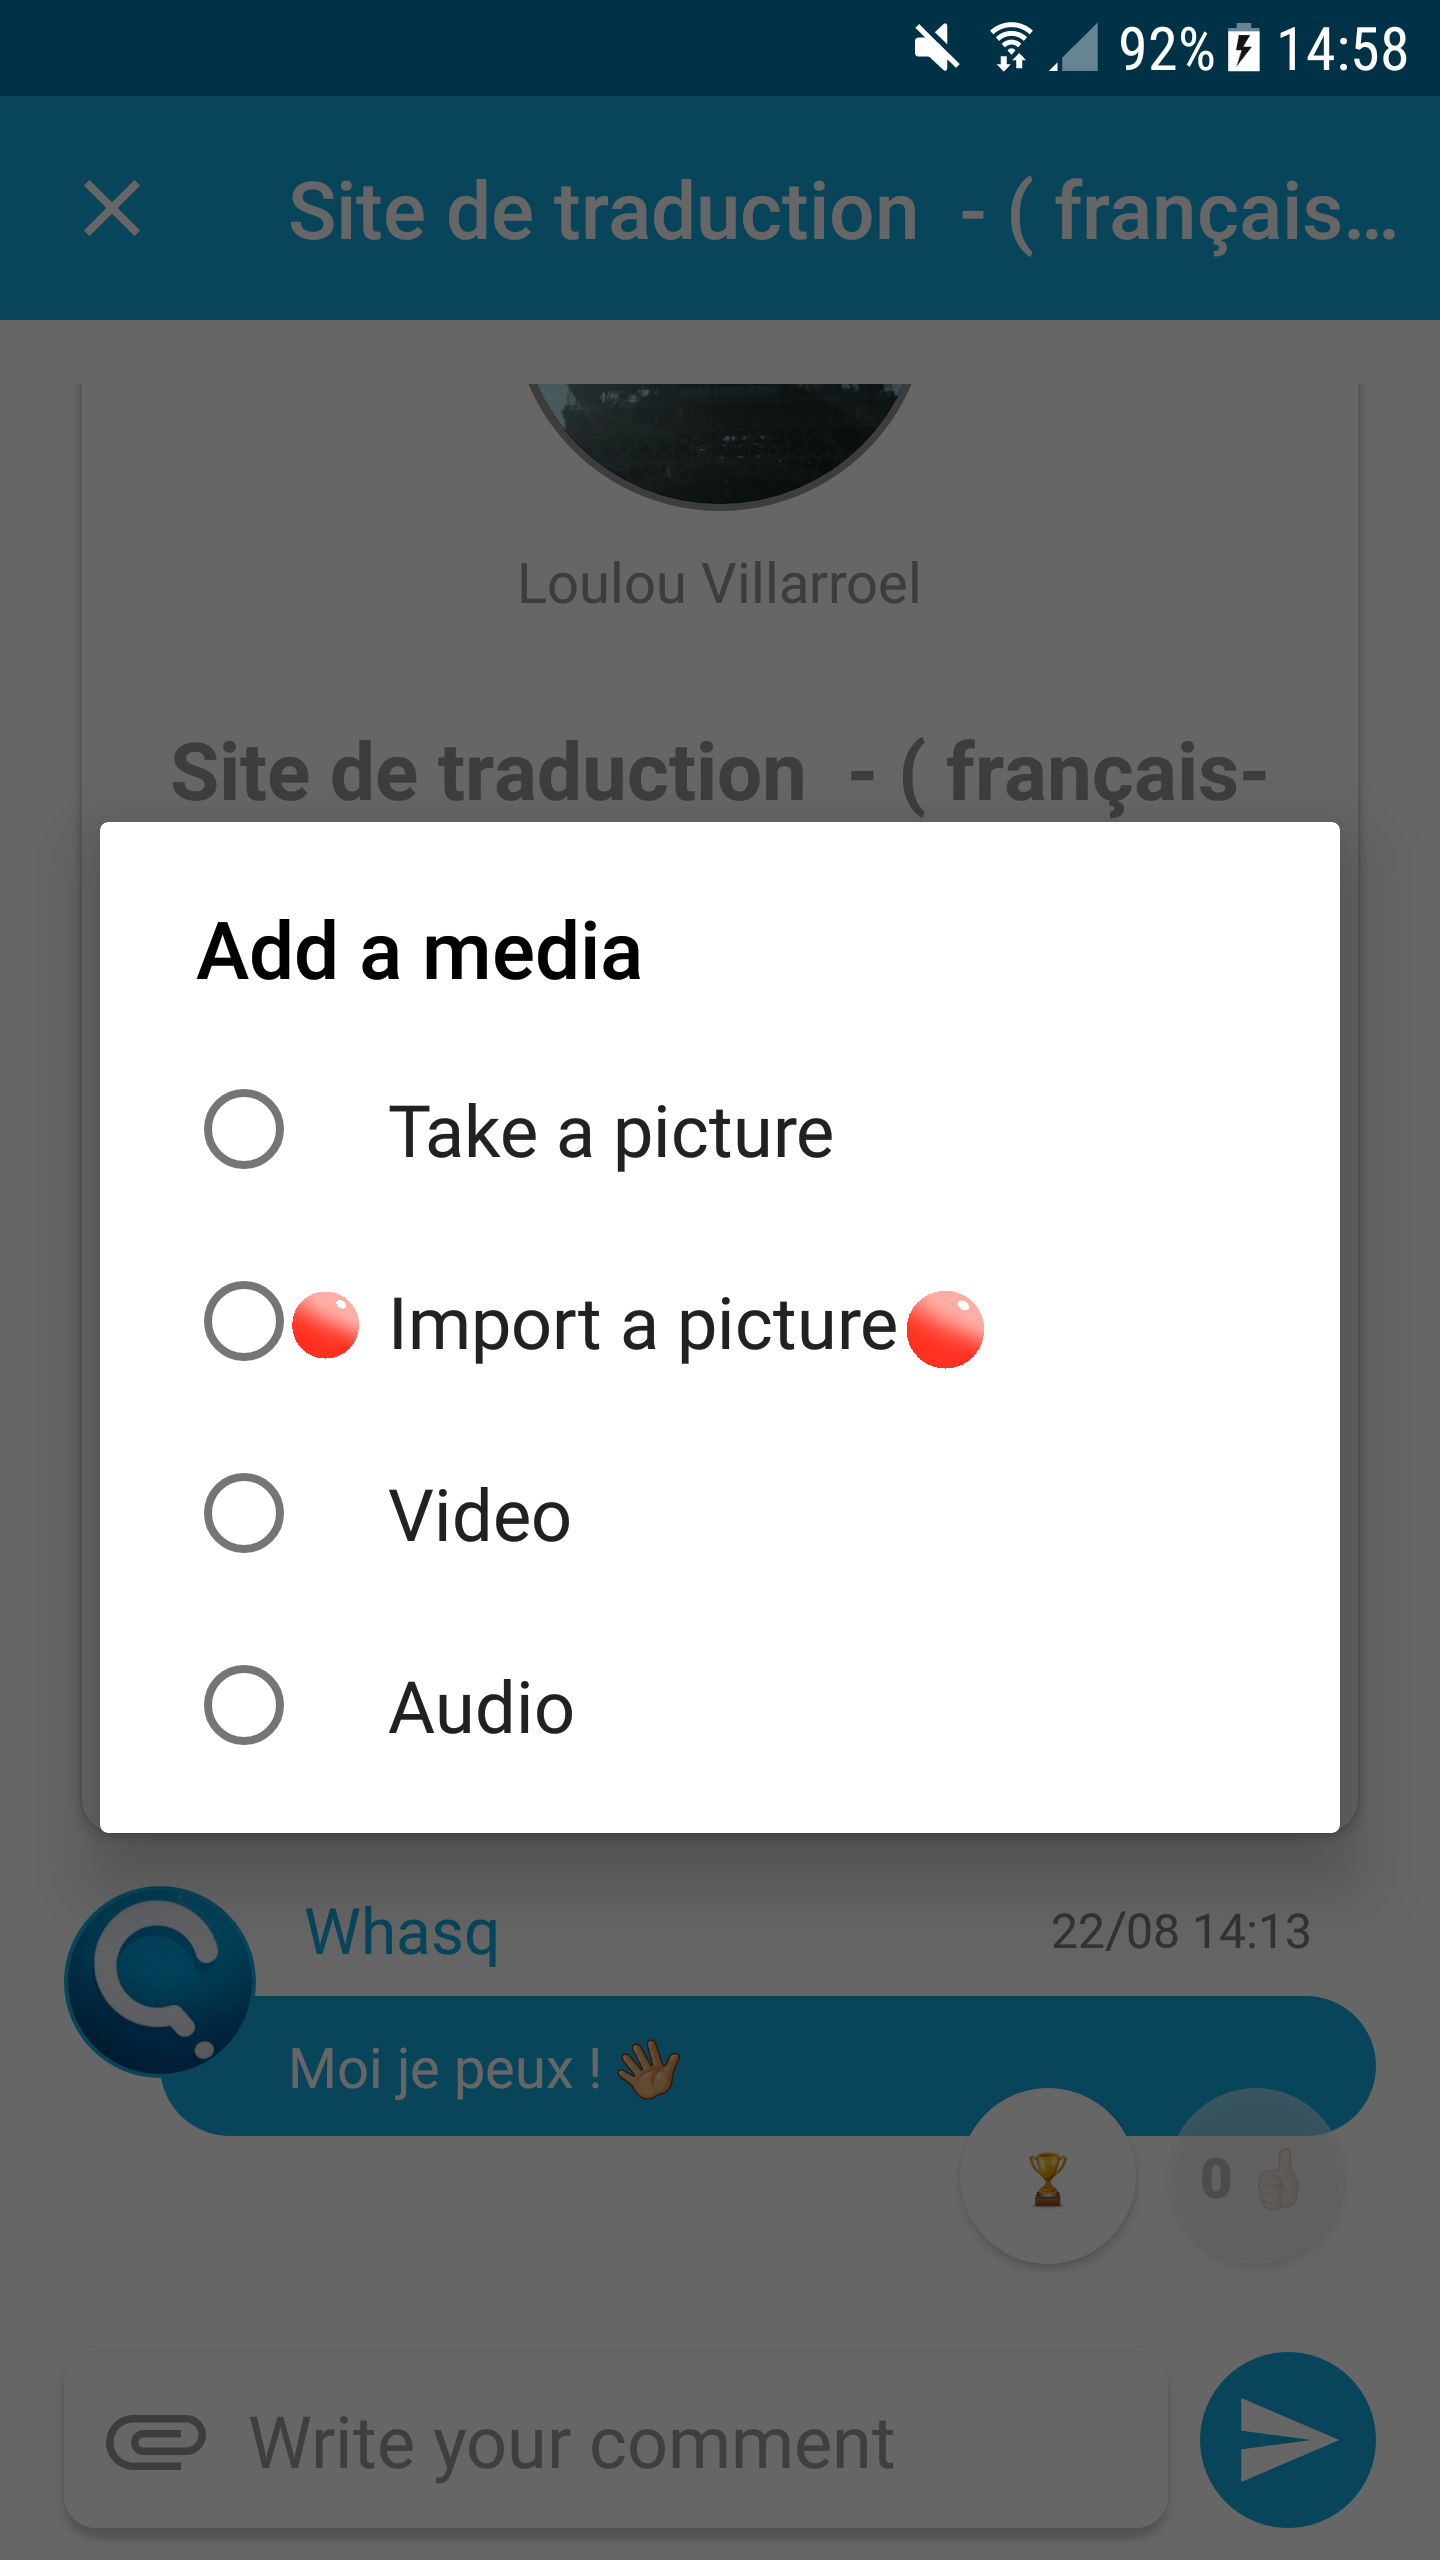 92% 14:58
Site de traduction - ( français…
Loulou Villarroel
Site de traduction - ( français-
Add a media
Take a picture
Import a picture
Video
Audio
Whasq
22/08 14:13
Moi je peux ! 👋
0
Write your comment